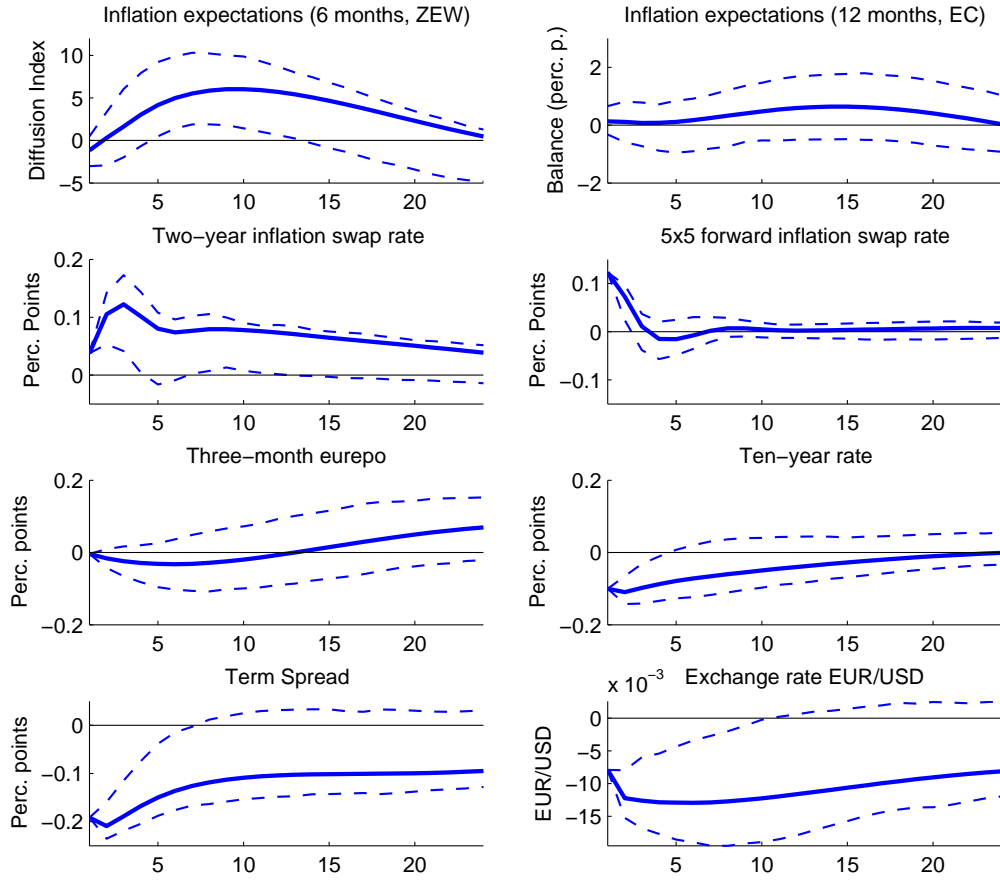 Inflation expectations (6 months, ZEW)
Diffusion Index
10
5
0
−5
5 10 15 20
Inflation expectations (12 months, EC)
Balance (perc. p.)
2
0
−2
5 10 15 20
Two−year inflation swap rate
Perc. Points
0.2
0.1
0
5 10 15 20
5x5 forward inflation swap rate
Perc. Points
0.1
0
−0.1
5 10 15 20
Three−month eurepo
Perc. points
0.2
0
−0.2
5 10 15 20
Ten−year rate
Perc. points
0.2
0
−0.2
5 10 15 20
Term Spread
Perc. points
0
−0.1
−0.2
5 10 15 20
x 10−3 Exchange rate EUR/USD
EUR/USD
0
−5
−10
−15
5 10 15 20